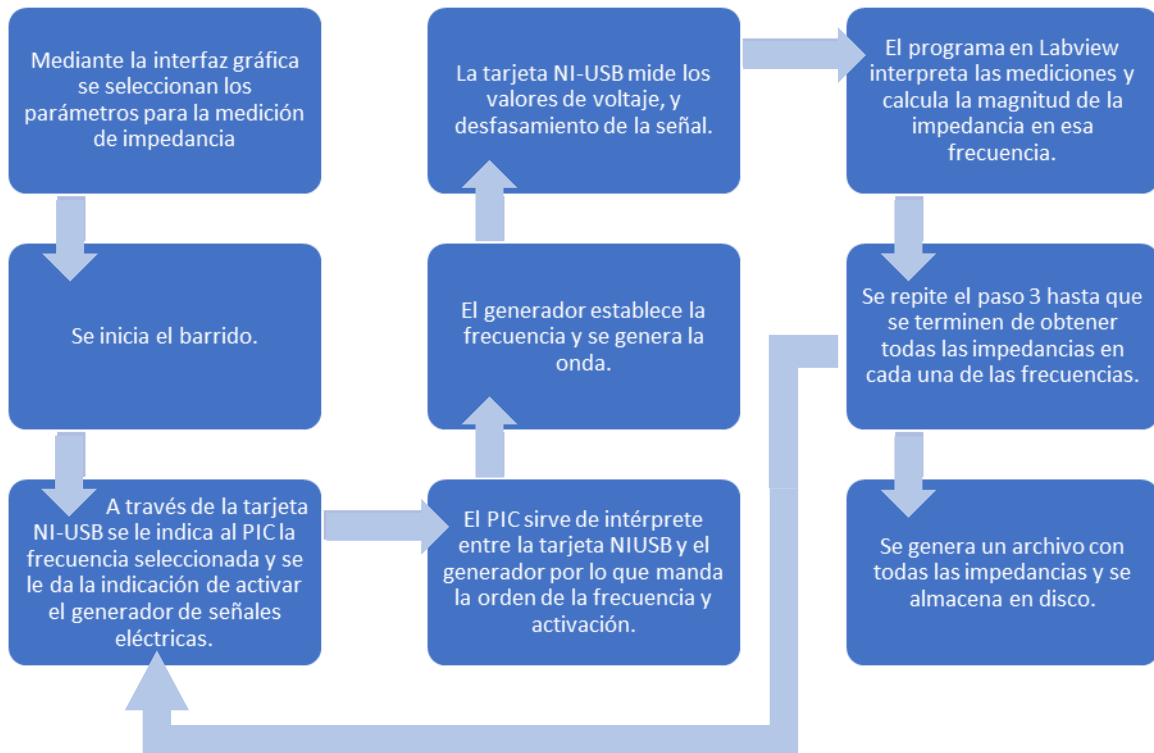 Mediante la interfaz gráfica
se seleccionan los
parámetros para la medición
de impedancia
Se inicia el barrido.
A través de la tarjeta
NI-USB se le indica al PIC la
frecuencia seleccionada y se
le da la indicación de activar
el generador de señales
eléctricas.
El PIC sirve de intérprete
entre la tarjeta NIUSB y el
generador por lo que manda
la orden de la frecuencia y
activación.
El generador establece la
frecuencia y se genera la
onda.
La tarjeta NI-USB mide los
valores de voltaje, y
desfasamiento de la señal.
El programa en Labview
interpreta las mediciones y
calcula la magnitud de la
impedancia en esa
frecuencia.
Se repite el paso 3 hasta que
se terminen de obtener
todas las impedancias en
cada una de las frecuencias.
Se genera un archivo con
todas las impedancias y se
almacena en disco.